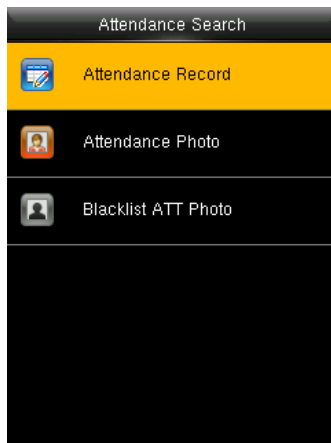 Attendance Search
Attendance Record
Attendance Photo
Blacklist ATT Photo